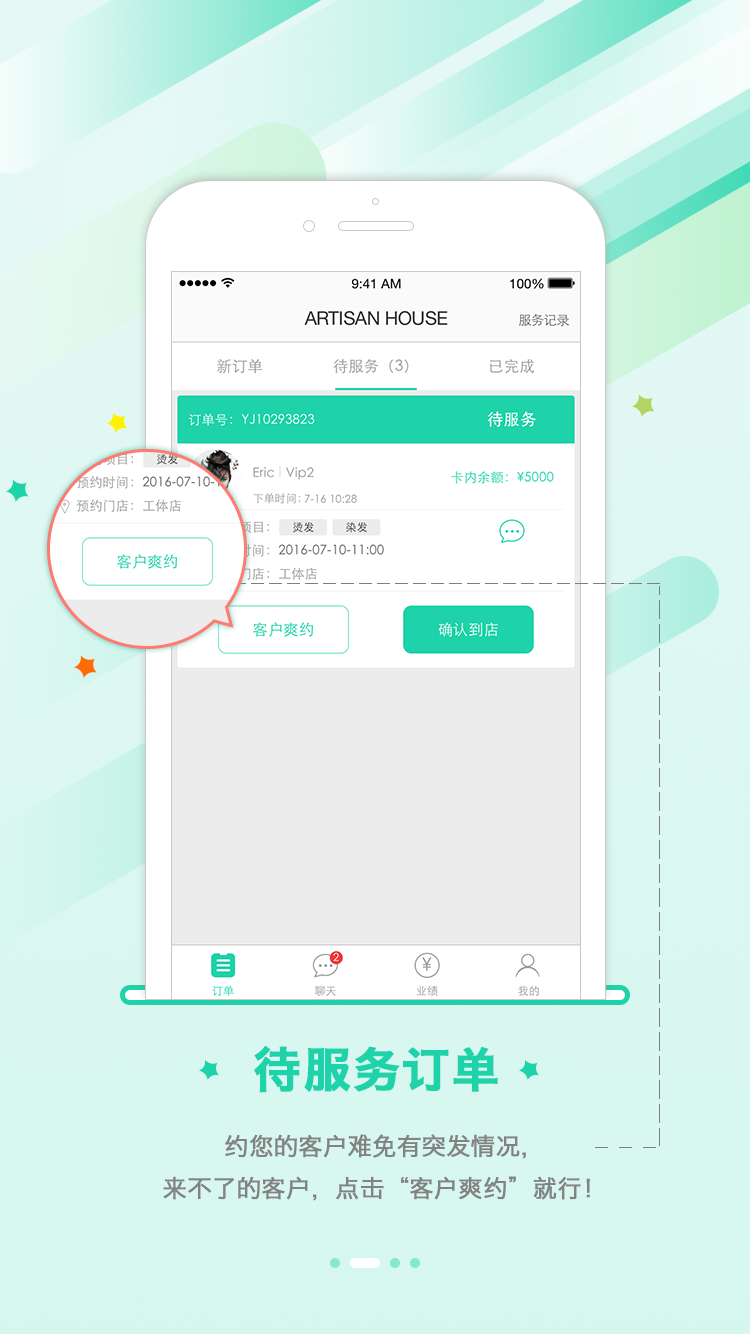 9:41 AM 100%
ARTISAN HOUSE 服务记录
新订单 待服务（3） 已完成
订单号：YJ10293823 待服务
Eric Vip2 卡内余额：¥5000
下单时间：7-16 10:28
项目： 烫发
预约时间：2016-07-10-1
预约门店：工体店
客户爽约
项目： 烫发 染发
时间：2016-07-10-11:00
门店：工体店
客户爽约 确认到店
2
订单 聊天 业绩 我的
待服务订单
约您的客户难免有突发情况，
来不了的客户，点击“客户爽约”就行！